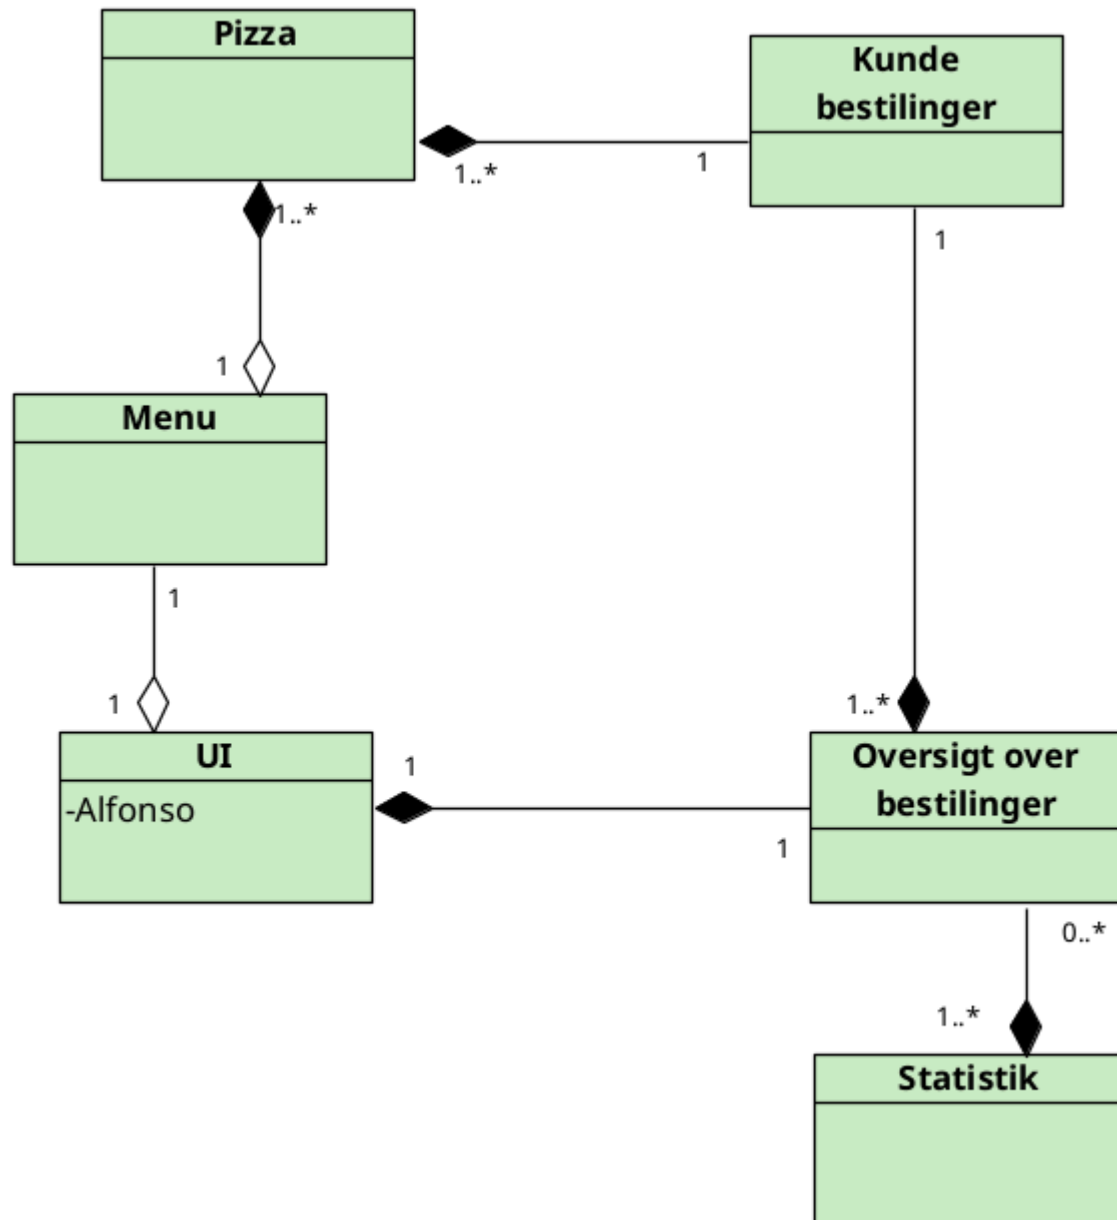 Pizza
Kunde
bestilinger
1..*
1
1..*
1
1
Menu
1
1
1..*
UI
-Alfonso
1
Oversigt over
bestilinger
1
0..*
1..*
Statistik